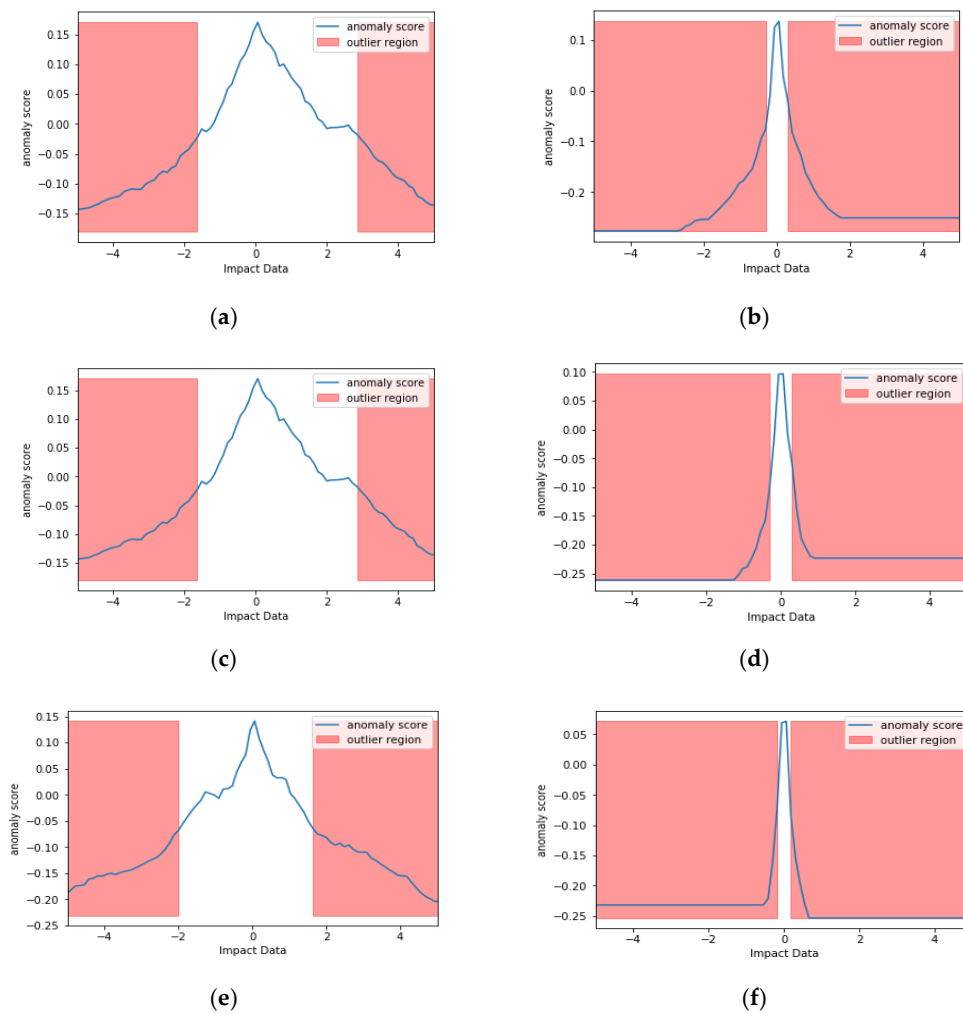 anomaly score
outlier region
0.15
0.10
0.05
0.00
−0.05
−0.10
−0.15
anomaly score
−4 −2 0 2 4
Impact Data
(a)
anomaly score
outlier region
0.1
0.0
−0.1
−0.2
anomaly score
−4 −2 0 2 4
Impact Data
(b)
anomaly score
outlier region
0.15
0.10
0.05
0.00
−0.05
−0.10
−0.15
anomaly score
−4 −2 0 2 4
Impact Data
(c)
anomaly score
outlier region
0.10
0.05
0.00
−0.05
−0.10
−0.15
−0.20
−0.25
anomaly score
−4 −2 0 2 4
Impact Data
(d)
anomaly score
outlier region
0.15
0.10
0.05
0.00
−0.05
−0.10
−0.15
−0.20
−0.25
anomaly score
−4 −2 0 2 4
Impact Data
(e)
anomaly score
outlier region
0.05
0.00
−0.05
−0.10
−0.15
−0.20
−0.25
anomaly score
−4 −2 0 2 4
Impact Data
(f)